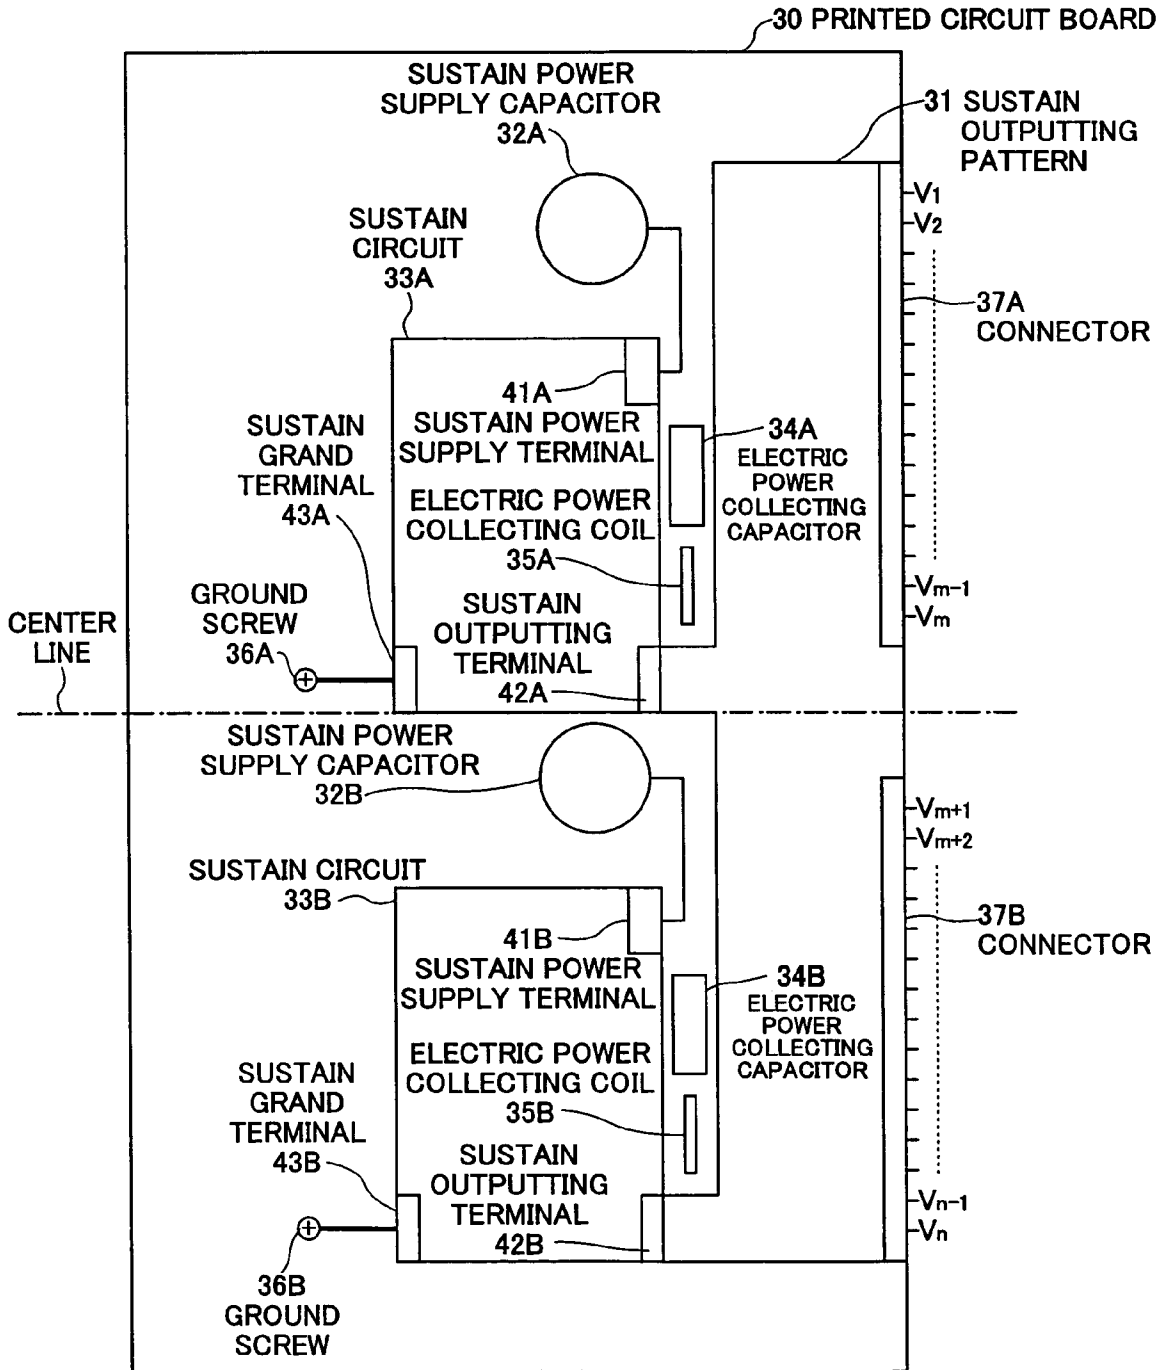 30 PRINTED CIRCUIT BOARD
SUSTAIN POWER
SUPPLY CAPACITOR
32A
31 SUSTAIN
OUTPUTTING
PATTERN
V1
V2
SUSTAIN
CIRCUIT
33A
37A
CONNECTOR
41A
SUSTAIN POWER
SUPPLY TERMINAL
SUSTAIN
GRAND
TERMINAL
43A
34A
ELECTRIC
POWER
COLLECTING
CAPACITOR
ELECTRIC POWER
COLLECTING COIL
35A
Vm-1
Vm
GROUND
SCREW
36A
SUSTAIN
OUTPUTTING
TERMINAL
42A
CENTER
LINE
SUSTAIN POWER
SUPPLY CAPACITOR
32B
Vm+1
Vm+2
SUSTAIN CIRCUIT
33B
37B
CONNECTOR
41B
SUSTAIN POWER
SUPPLY TERMINAL
34B
ELECTRIC
POWER
COLLECTING
CAPACITOR
ELECTRIC POWER
COLLECTING COIL
35B
SUSTAIN
GRAND
TERMINAL
43B
SUSTAIN
OUTPUTTING
TERMINAL
42B
Vn-1
Vn
36B
GROUND
SCREW